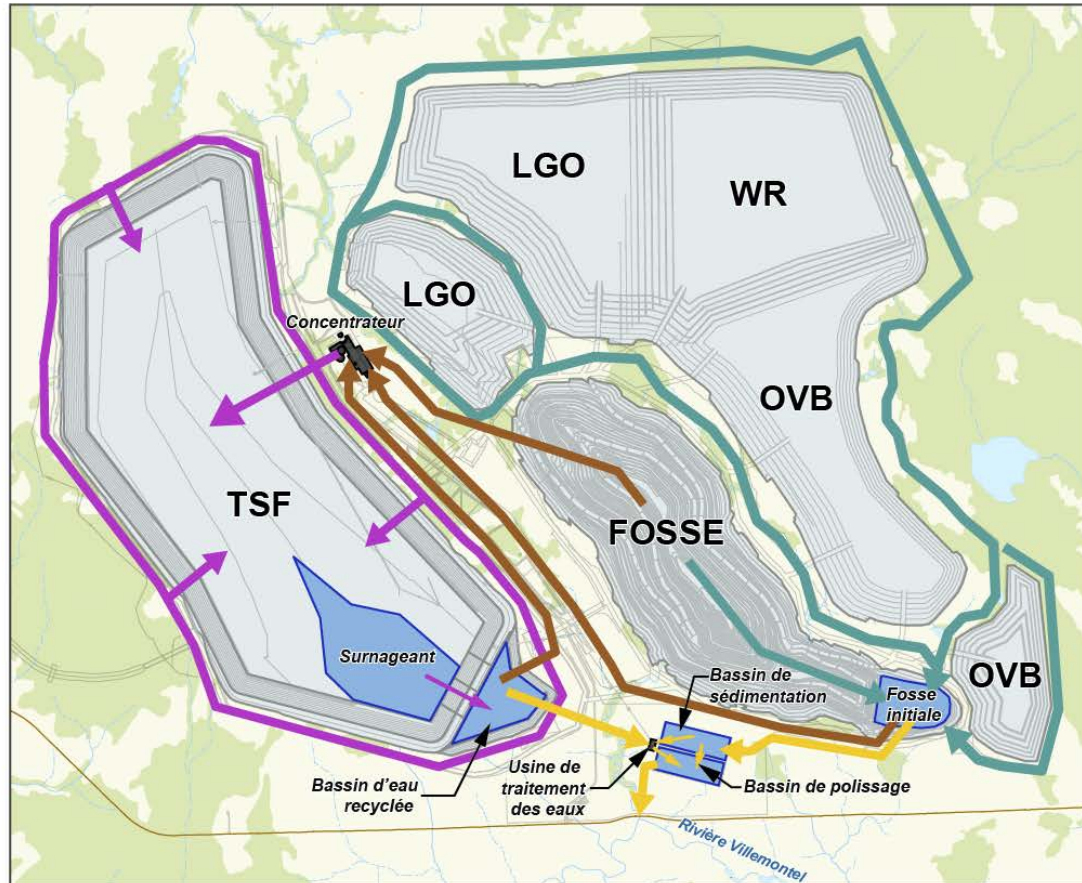 LGO
WR
LGO
Concentrateur
OVB
TSF
FOSSE
Surnageant
Bassin de
sédimentation
Fosse
initiale
OVB
Bassin d'eau
recyclée
Usine de
traitement
des eaux
Bassin de polissage
Rivière Villemontel